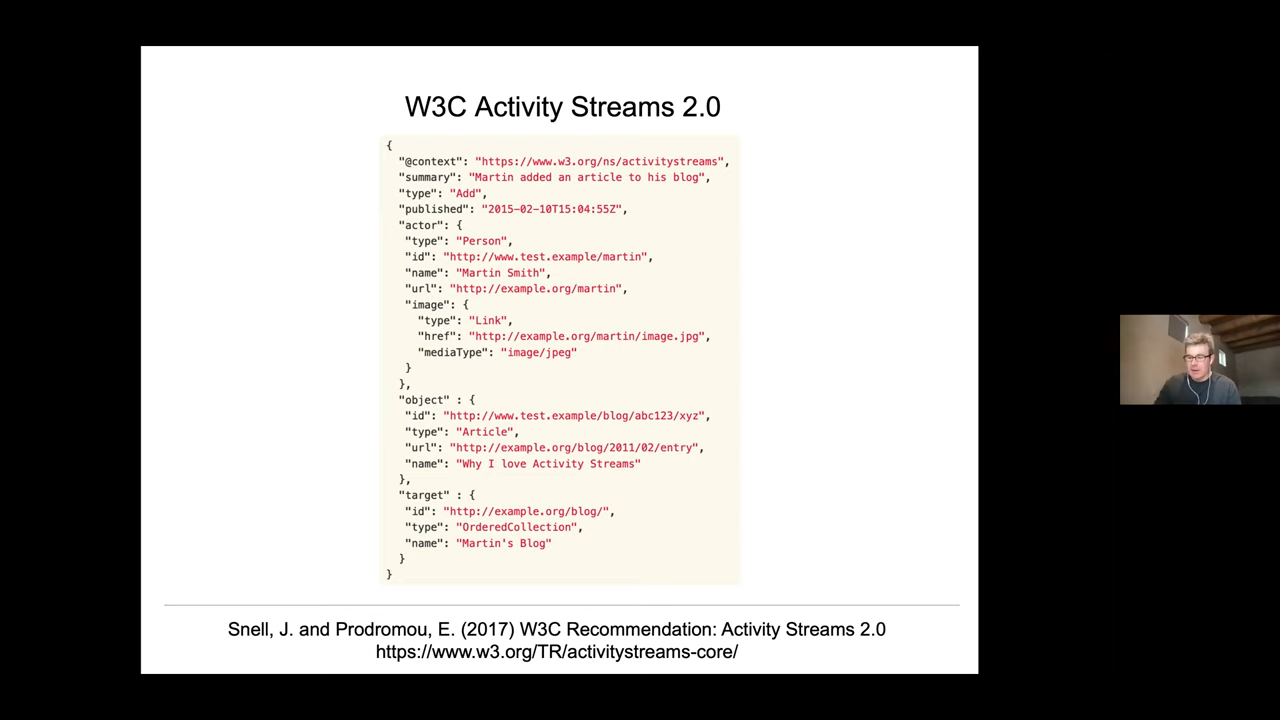 W3C Activity Streams 2.0
{
"@context": "https://www.w3.org/ns/activitystreams",
"summary": "Martin added an article to his blog",
"type": "Add",
"published": "2015-02-10T15:04:55Z",
"actor": {
"type": "Person",
"id": "http://www.test.example/martin",
"name": "Martin Smith",
"url": "http://example.org/martin",
"image": {
"type": "Link",
"href": "http://example.org/martin/image.jpg",
"mediaType": "image/jpeg"
}
},
"object" : {
"id": "http://www.test.example/blog/abc123/xyz",
"type": "Article",
"url": "http://example.org/blog/2011/02/entry",
"name": "Why I love Activity Streams"
},
"target" : {
"id": "http://example.org/blog/",
"type": "OrderedCollection",
"name": "Martin's Blog"
}
}
Snell, J. and Prodromou, E. (2017) W3C Recommendation: Activity Streams 2.0
https://www.w3.org/TR/activitystreams-core/